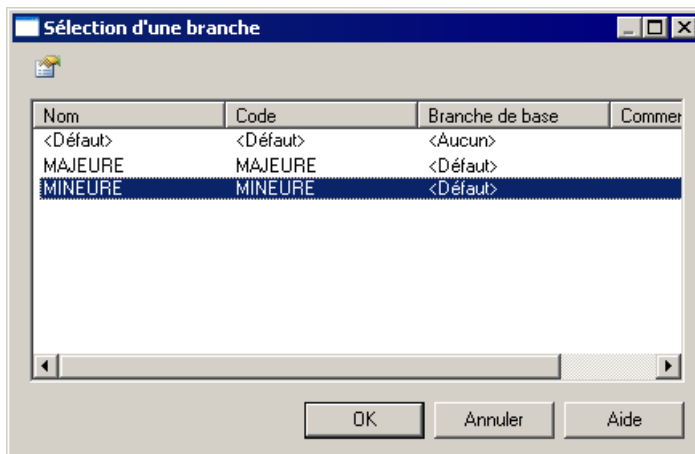 Sélection d'une branche
Nom Code Branche de base Commer
<Défaut> <Défaut> <Aucun>
MAJEURE MAJEURE <Défaut>
MINEURE MINEURE <Défaut>
OK Annuler Aide